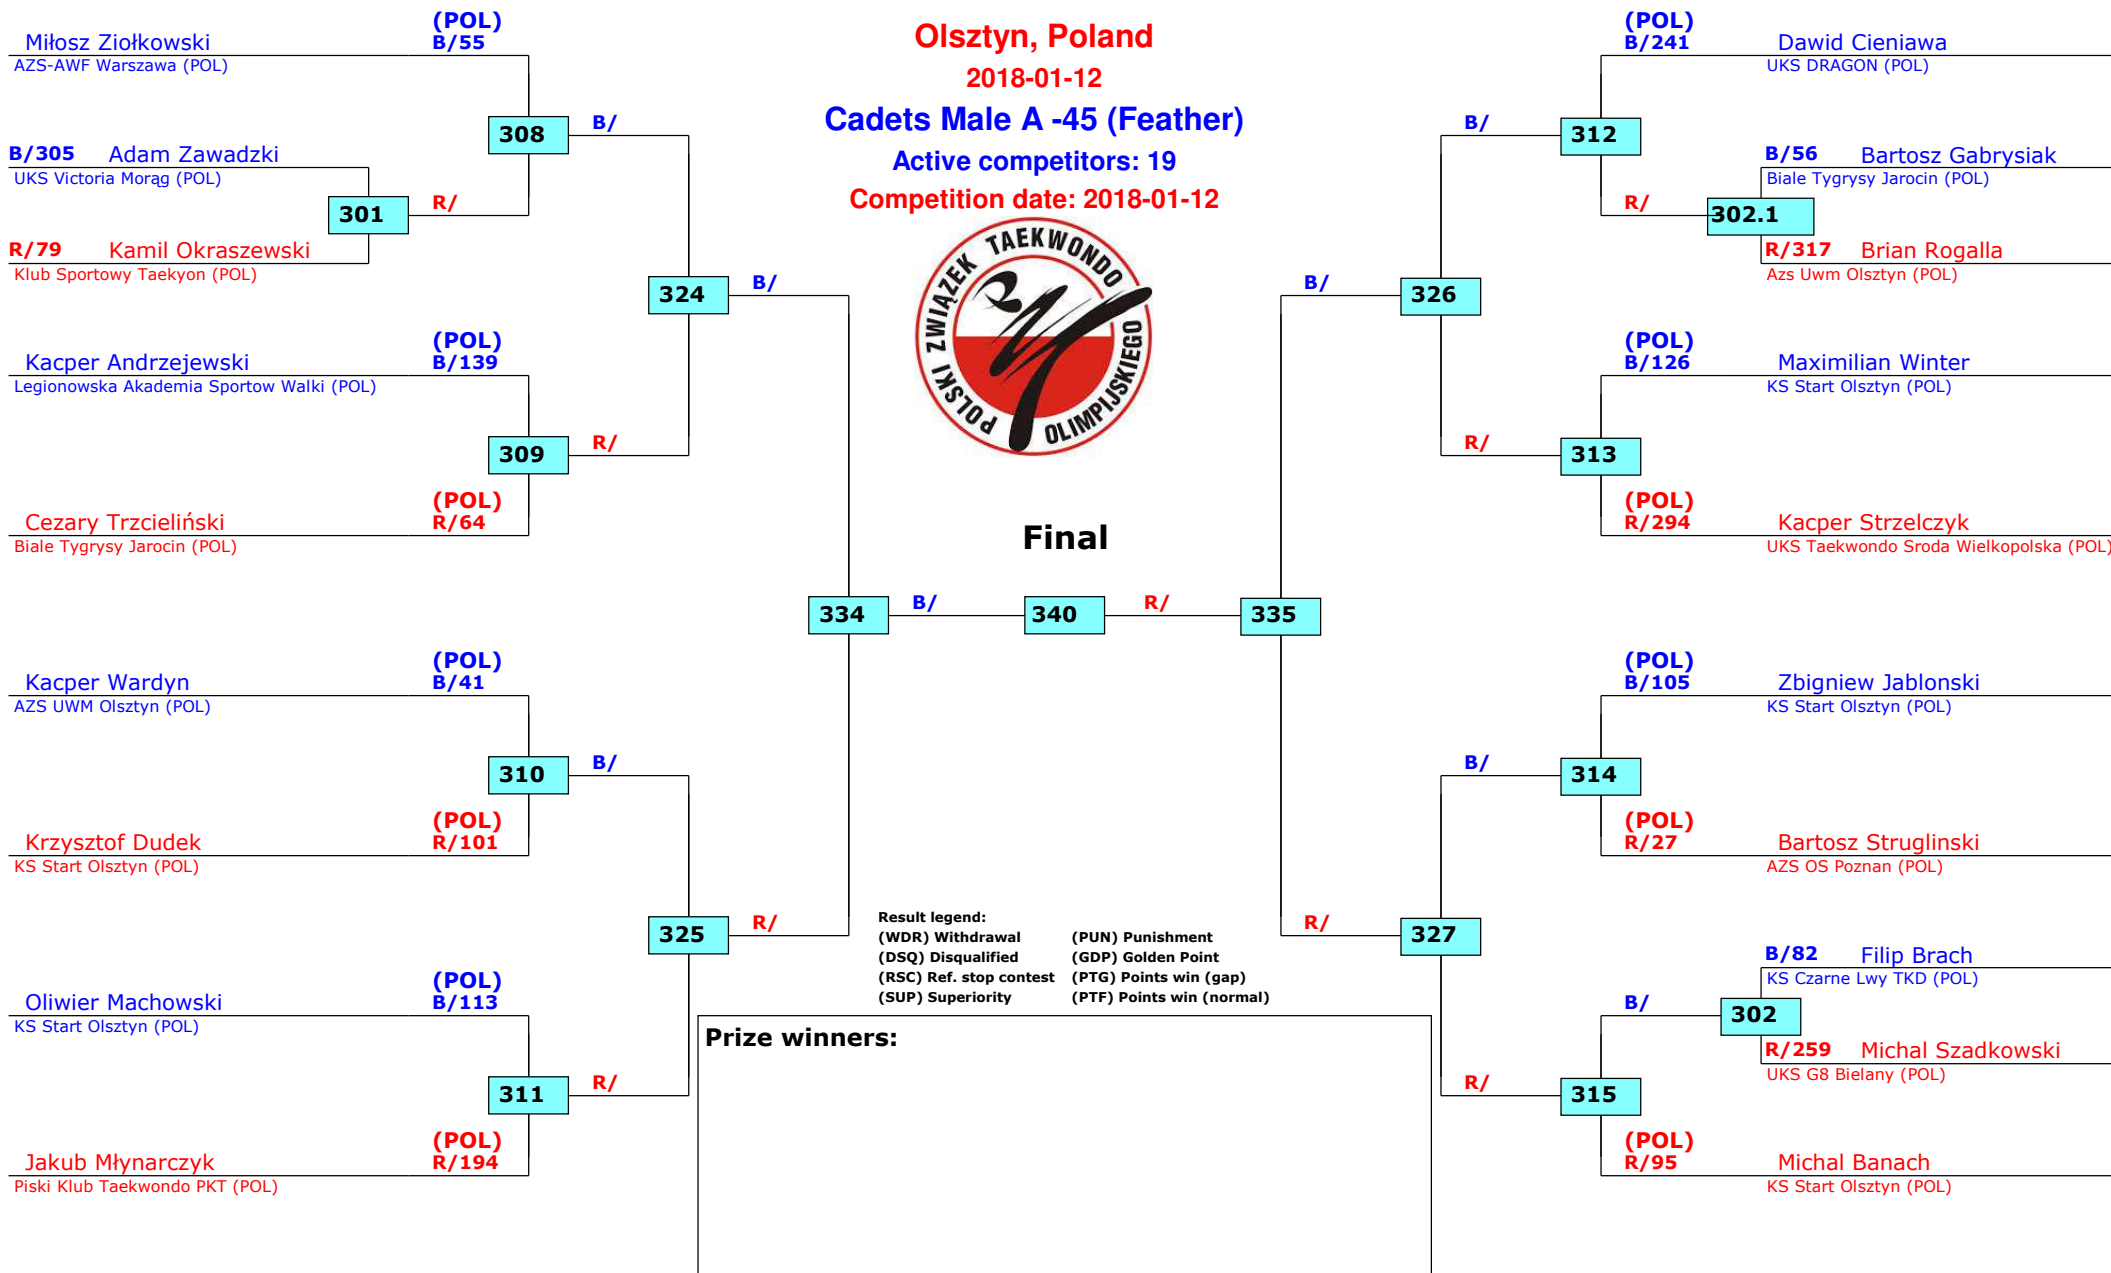 Olsztyn, Poland
2018-01-12
Cadets Male A -45 (Feather)
Active competitors: 19
Competition date: 2018-01-12
POLSKI ZWIĄZEK TAEKWONDO OLIMPIJSKIEGO
(POL)
Miłosz Ziołkowski B/55
AZS-AWF Warszawa (POL)
308
B/
B/305 Adam Zawadzki
UKS Victoria Morąg (POL)
301
R/
R/79 Kamil Okraszewski
Klub Sportowy Taekyon (POL)
324
B/
(POL)
Kacper Andrzejewski B/139
Legionowska Akademia Sportow Walki (POL)
309
R/
(POL)
Cezary Trzcieliński R/64
Biale Tygrysy Jarocin (POL)
334
B/
(POL)
Kacper Wardyn B/41
AZS UWM Olsztyn (POL)
310
B/
(POL)
Krzysztof Dudek R/101
KS Start Olsztyn (POL)
325
R/
(POL)
Oliwier Machowski B/113
KS Start Olsztyn (POL)
311
R/
(POL)
Jakub Młynarczyk R/194
Piski Klub Taekwondo PKT (POL)
Final
340
R/
335
(POL)
B/241 Dawid Cieniawa
UKS DRAGON (POL)
B/
312
B/56 Bartosz Gabrysiak
Biale Tygrysy Jarocin (POL)
R/
302.1
R/317 Brian Rogalla
Azs Uwm Olsztyn (POL)
B/
326
(POL)
B/126 Maximilian Winter
KS Start Olsztyn (POL)
R/
313
(POL)
R/294 Kacper Strzelczyk
UKS Taekwondo Sroda Wielkopolska (POL)
(POL)
B/105 Zbigniew Jablonski
KS Start Olsztyn (POL)
B/
314
(POL)
R/27 Bartosz Struglinski
AZS OS Poznan (POL)
R/
327
B/82 Filip Brach
KS Czarne Lwy TKD (POL)
B/
302
R/259 Michal Szadkowski
UKS G8 Bielany (POL)
R/
315
(POL)
R/95 Michal Banach
KS Start Olsztyn (POL)
Result legend:
(WDR) Withdrawal (PUN) Punishment
(DSQ) Disqualified (GDP) Golden Point
(RSC) Ref. stop contest (PTG) Points win (gap)
(SUP) Superiority (PTF) Points win (normal)
Prize winners: